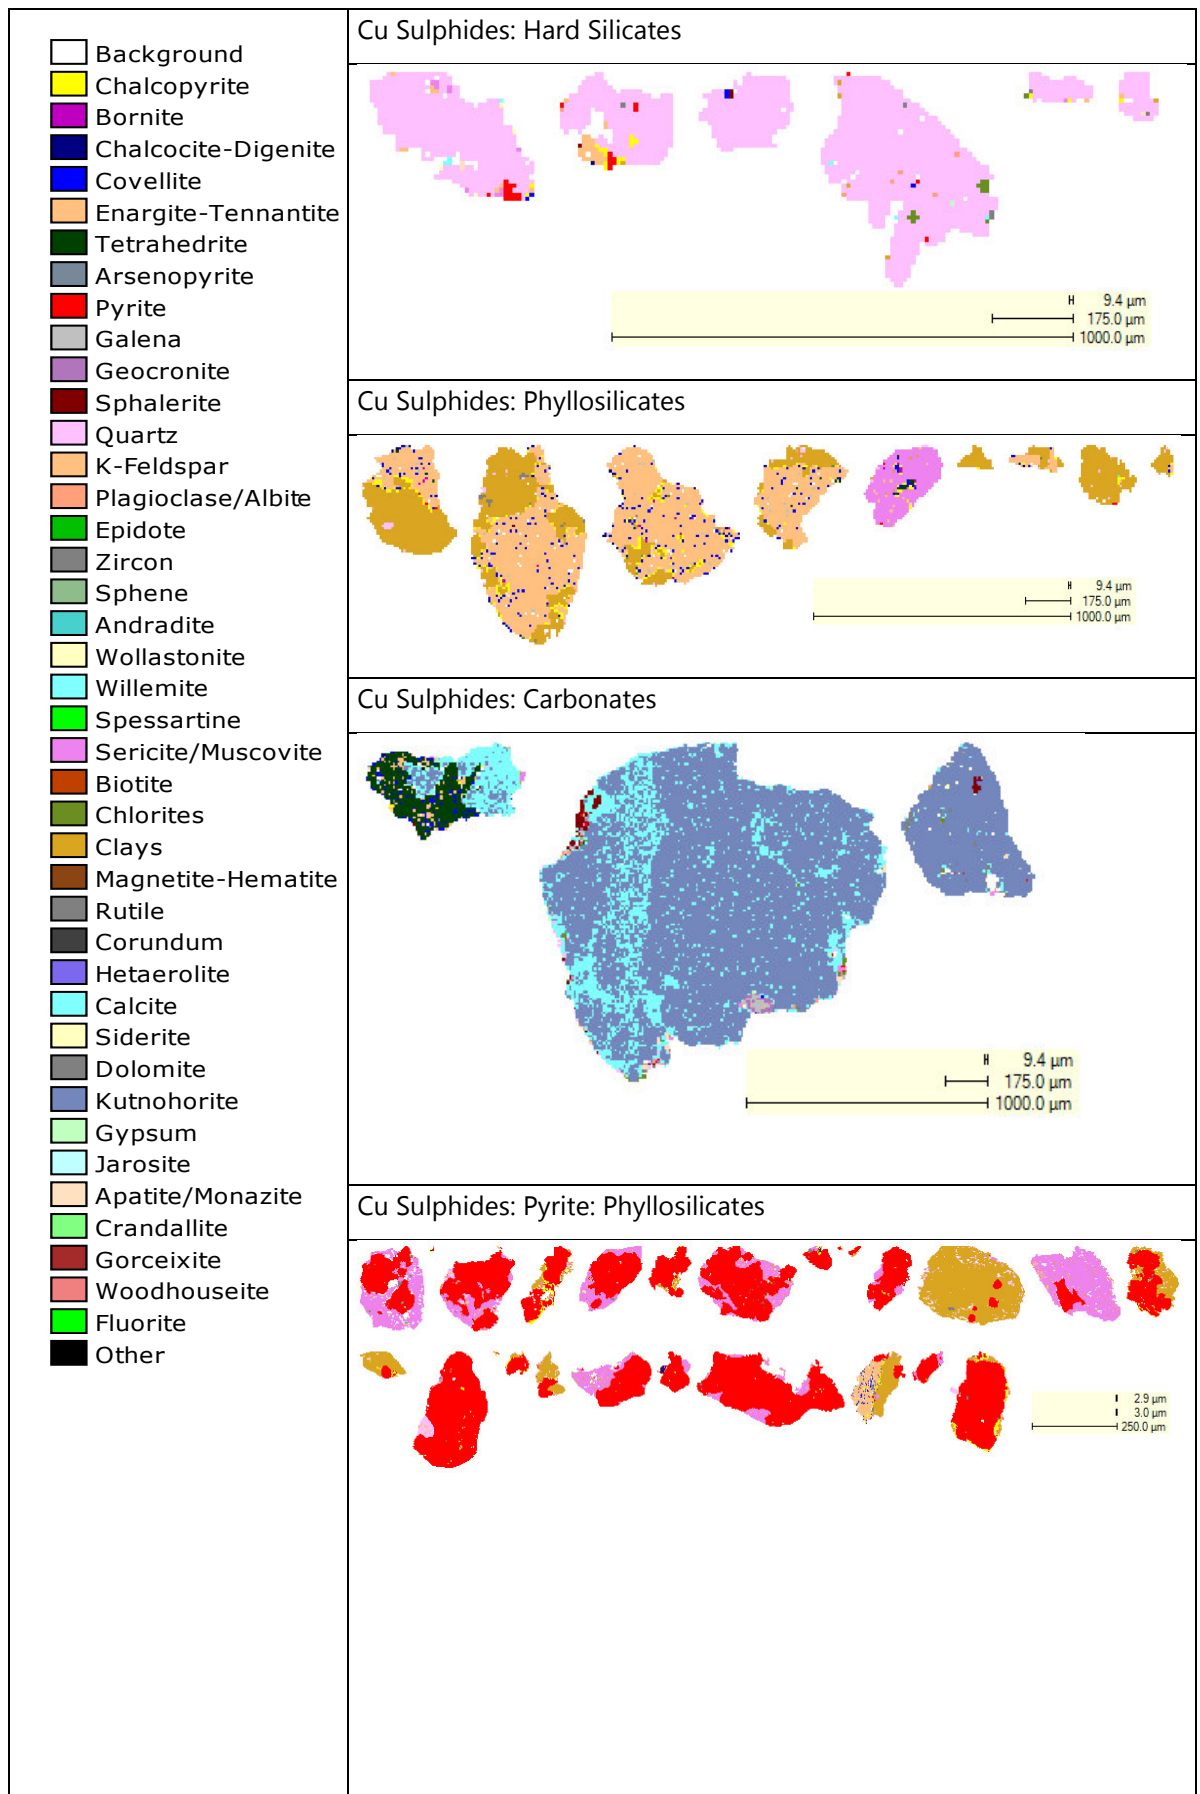 Background
Chalcopyrite
Bornite
Chalcocite-Digenite
Covellite
Enargite-Tennantite
Tetrahedrite
Arsenopyrite
Pyrite
Galena
Geocronite
Sphalerite
Quartz
K-Feldspar
Plagioclase/Albite
Epidote
Zircon
Sphene
Andradite
Wollastonite
Willemite
Spessartine
Sericite/Muscovite
Biotite
Chlorites
Clays
Magnetite-Hematite
Rutile
Corundum
Hetaerolite
Calcite
Siderite
Dolomite
Kutnohorite
Gypsum
Jarosite
Apatite/Monazite
Crandallite
Gorceixite
Woodhouseite
Fluorite
Other
Cu Sulphides: Hard Silicates
9.4 µm
175.0 µm
1000.0 µm
Cu Sulphides: Phyllosilicates
9.4 µm
175.0 µm
1000.0 µm
Cu Sulphides: Carbonates
9.4 µm
175.0 µm
1000.0 µm
Cu Sulphides: Pyrite: Phyllosilicates
2.9 µm
3.0 µm
250.0 µm